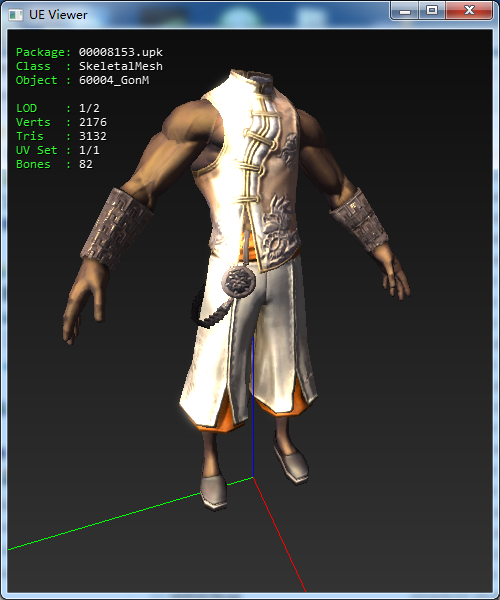 UE Viewer
Package: 00008153.upk
Class : SkeletalMesh
Object : 60004_GonM
LOD : 1/2
Verts : 2176
Tris : 3132
UV Set : 1/1
Bones : 82